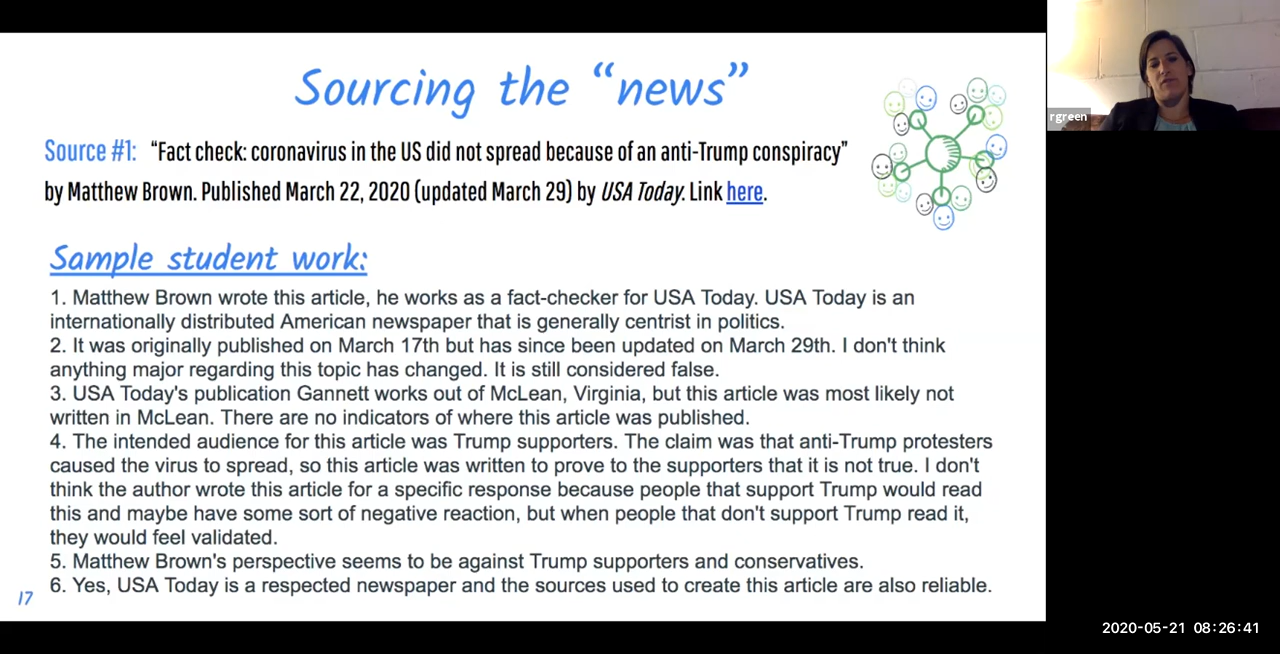 Sourcing the “news”
Source #1: “Fact check: coronavirus in the US did not spread because of an anti-Trump conspiracy”
by Matthew Brown. Published March 22, 2020 (updated March 29) by USA Today. Link here.
Sample student work:
1. Matthew Brown wrote this article, he works as a fact-checker for USA Today. USA Today is an
internationally distributed American newspaper that is generally centrist in politics.
2. It was originally published on March 17th but has since been updated on March 29th. I don't think
anything major regarding this topic has changed. It is still considered false.
3. USA Today's publication Gannett works out of McLean, Virginia, but this article was most likely not
written in McLean. There are no indicators of where this article was published.
4. The intended audience for this article was Trump supporters. The claim was that anti-Trump protesters
caused the virus to spread, so this article was written to prove to the supporters that it is not true. I don't
think the author wrote this article for a specific response because people that support Trump would read
this and maybe have some sort of negative reaction, but when people that don't support Trump read it,
they would feel validated.
5. Matthew Brown's perspective seems to be against Trump supporters and conservatives.
6. Yes, USA Today is a respected newspaper and the sources used to create this article are also reliable.
17
rgreen
2020-05-21 08:26:41